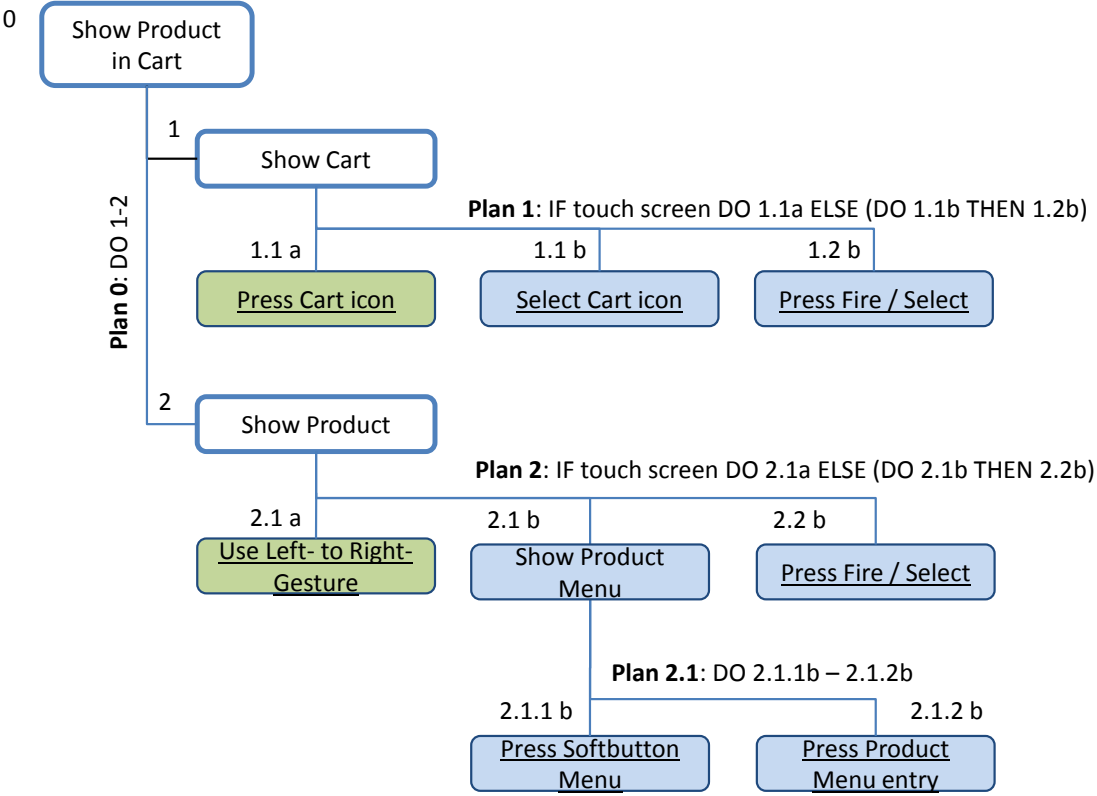 0
Show Product
in Cart
1
Show Cart
Plan 0: DO 1-2
Plan 1: IF touch screen DO 1.1a ELSE (DO 1.1b THEN 1.2b)
1.1 a
1.1 b
1.2 b
Press Cart icon
Select Cart icon
Press Fire / Select
2
Show Product
Plan 2: IF touch screen DO 2.1a ELSE (DO 2.1b THEN 2.2b)
2.1 a
2.1 b
2.2 b
Use Left- to Right-
Gesture
Show Product
Menu
Press Fire / Select
Plan 2.1: DO 2.1.1b – 2.1.2b
2.1.1 b
2.1.2 b
Press Softbutton
Menu
Press Product
Menu entry